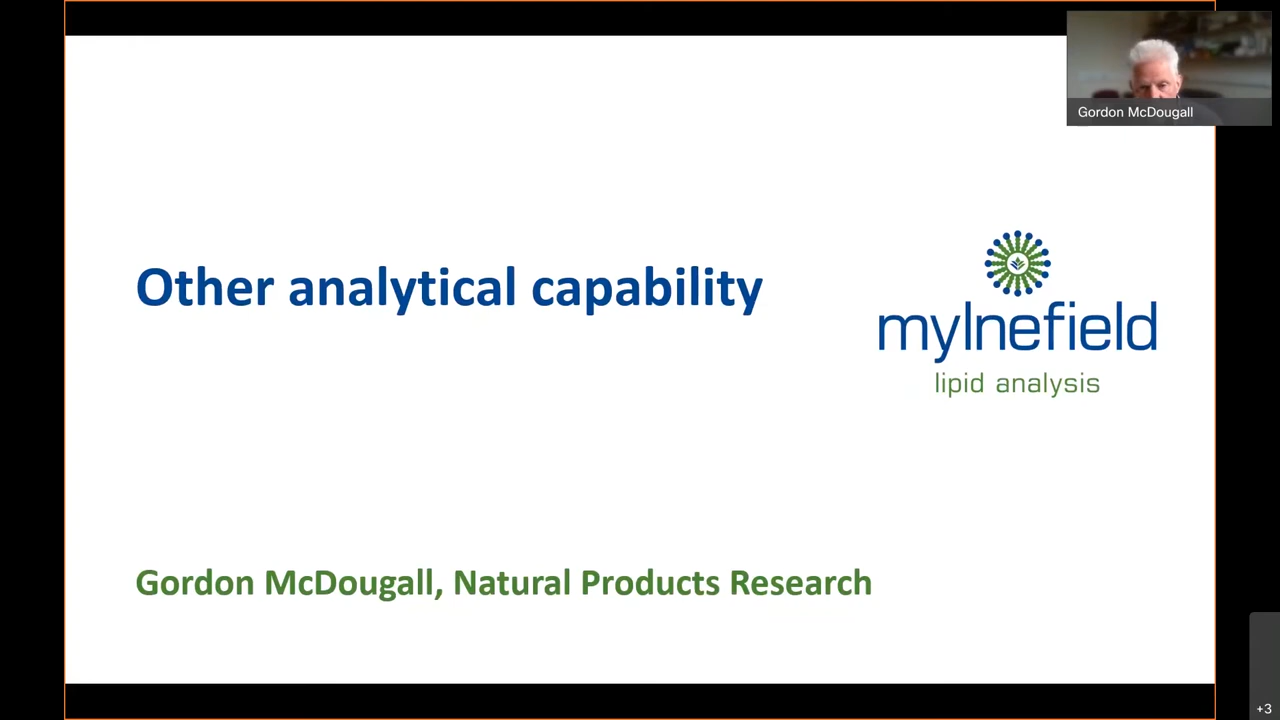 Gordon McDougall
Other analytical capability
mylnefield
lipid analysis
Gordon McDougall, Natural Products Research
+3